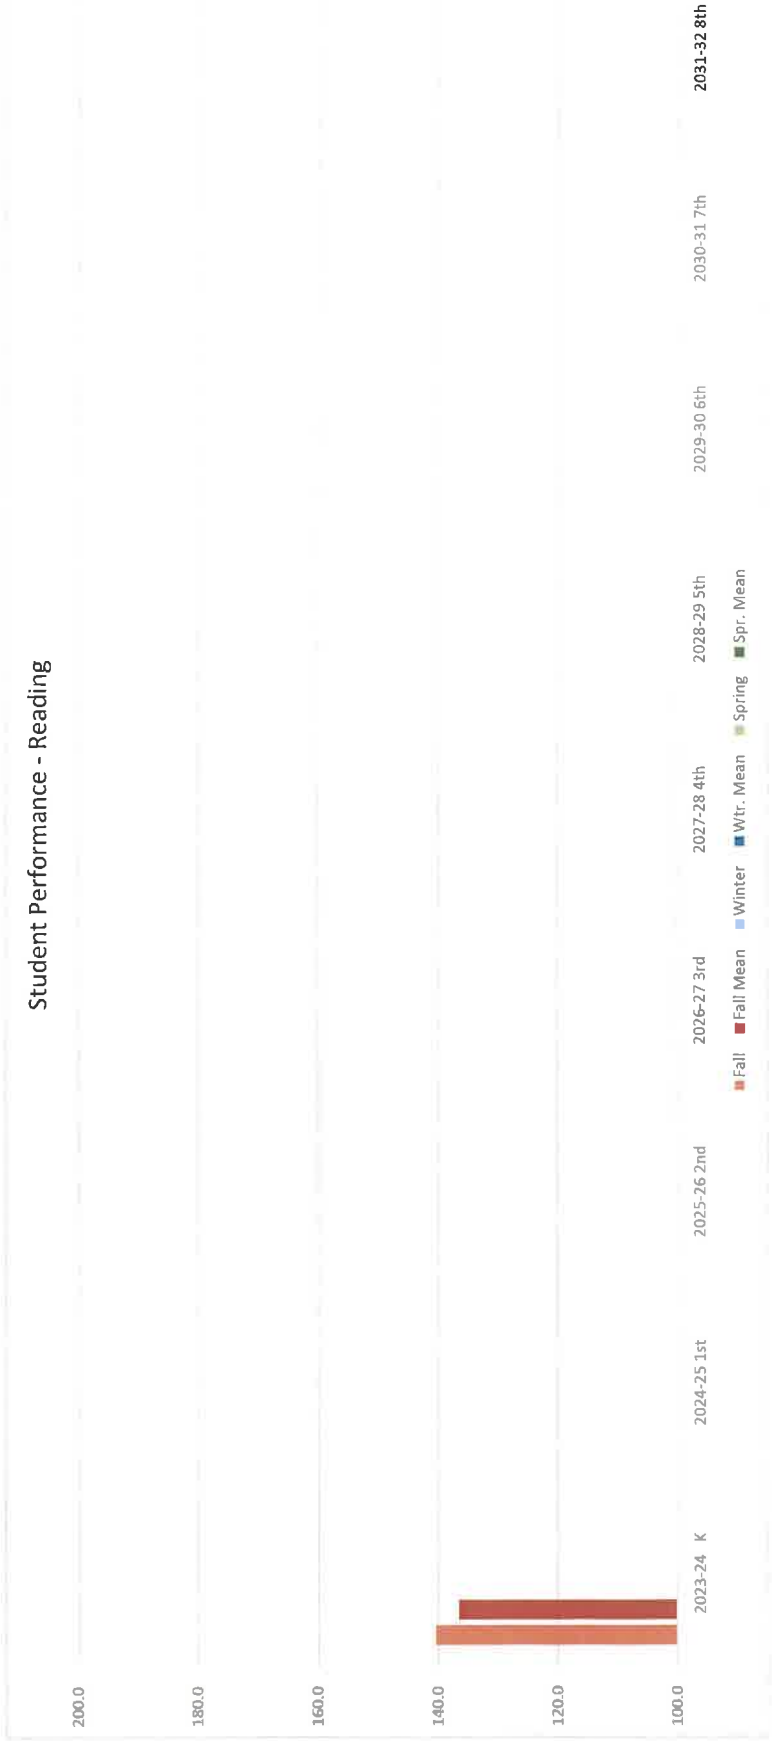 Student Performance - Reading
200.0
180.0
160.0
140.0
120.0
100.0
2023-24 K 2024-25 1st 2025-26 2nd 2026-27 3rd 2027-28 4th 2028-29 5th 2029-30 6th 2030-31 7th 2031-32 8th
Fall Fall Mean Winter Wtr. Mean Spring Spr. Mean